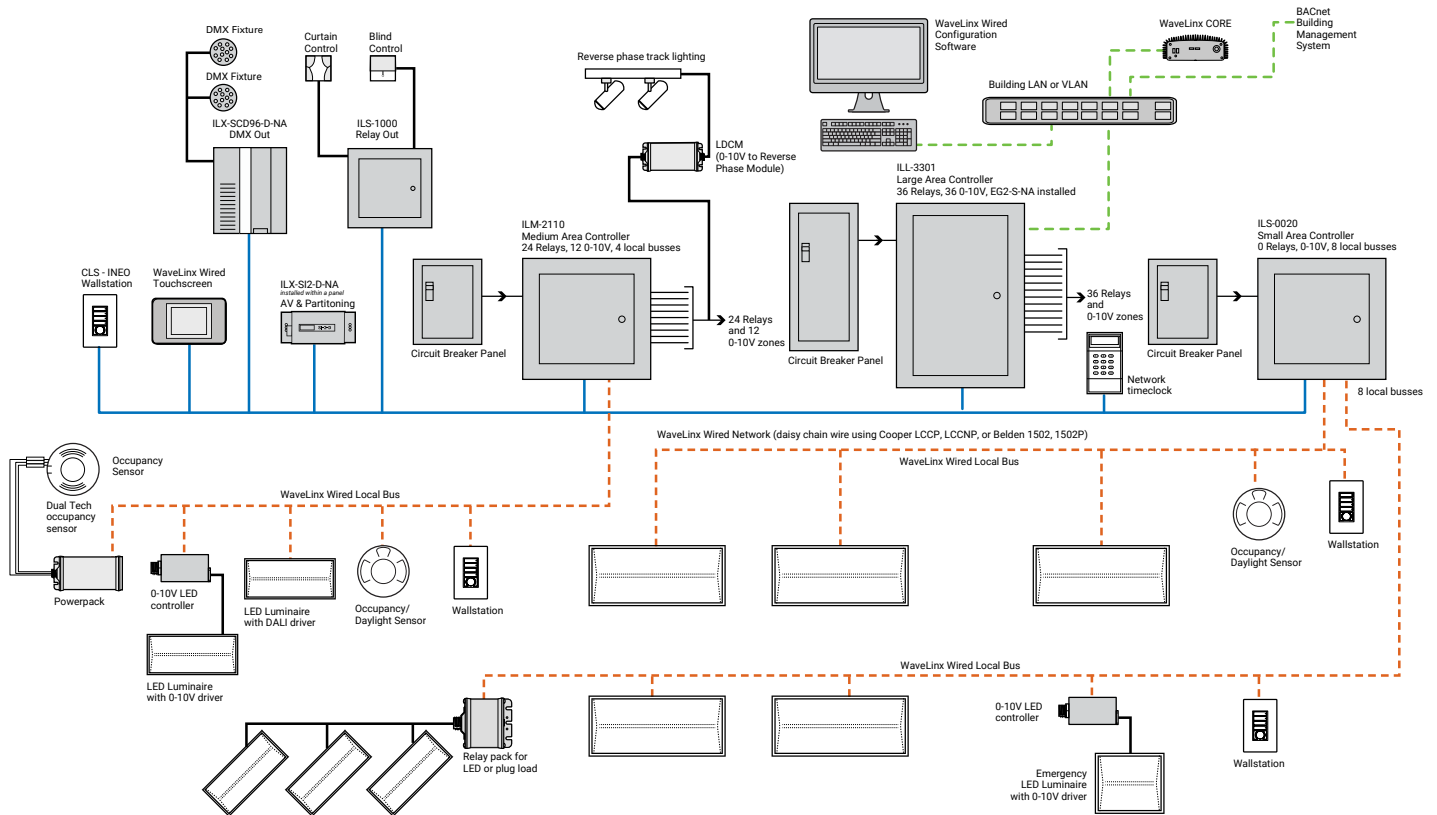 DMX Fixture
DMX Fixture
ILX-SCD96-D-NA
DMX Out
Curtain
Control
Blind
Control
ILS-1000
Relay Out
Reverse phase track lighting
LDCM
(0-10V to Reverse
Phase Module)
WaveLinx Wired
Configuration
Software
WaveLinx CORE
BACnet
Building
Management
System
Building LAN or VLAN
ILL-3301
Large Area Controller
36 Relays, 36 0-10V, EG2-S-NA installed
ILM-2110
Medium Area Controller
24 Relays, 12 0-10V, 4 local busses
ILS-0020
Small Area Controller
0 Relays, 0-10V, 8 local busses
CLS - INEO
Wallstation
WaveLinx Wired
Touchscreen
ILX-SI2-D-NA
installed within a panel
AV & Partitoning
Circuit Breaker Panel
24 Relays
and 12
0-10V zones
Circuit Breaker Panel
36 Relays
and
0-10V zones
Network
timeclock
Circuit Breaker Panel
8 local busses
WaveLinx Wired Network (daisy chain wire using Cooper LCCP, LCCNP, or Belden 1502, 1502P)
WaveLinx Wired Local Bus
Occupancy
Sensor
Dual Tech
occupancy
sensor
WaveLinx Wired Local Bus
Powerpack
0-10V LED
controller
LED Luminaire
with DALI driver
Occupancy/
Daylight Sensor
Wallstation
LED Luminaire
with 0-10V driver
Occupancy/
Daylight Sensor
Wallstation
WaveLinx Wired Local Bus
Relay pack for
LED or plug load
0-10V LED
controller
Emergency
LED Luminaire
with 0-10V driver
Wallstation